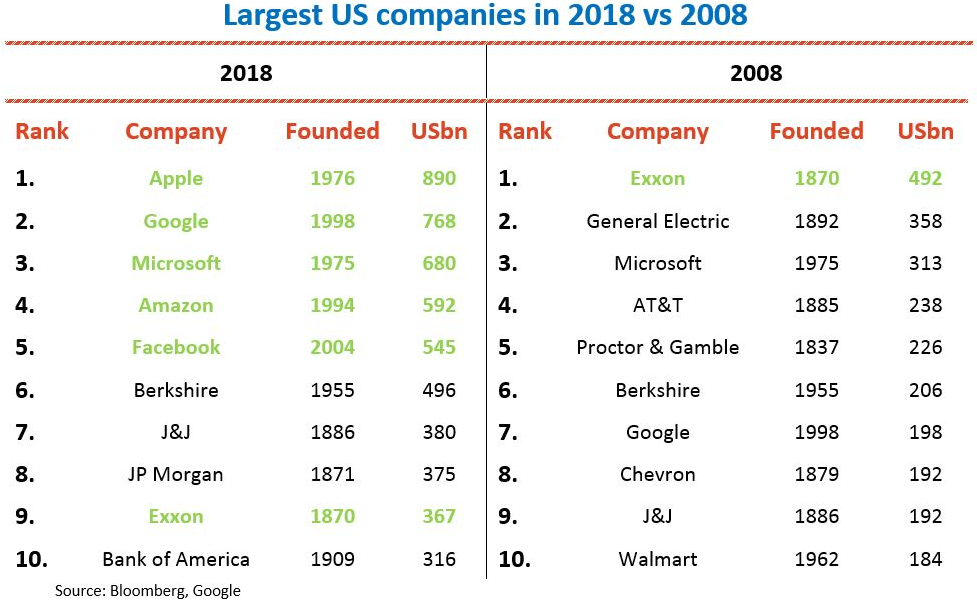 Largest US companies in 2018 vs 2008
2018 2008
Rank Company Founded USbn Rank Company Founded USbn
1. Apple 1976 890 1. Exxon 1870 492
2. Google 1998 768 2. General Electric 1892 358
3. Microsoft 1975 680 3. Microsoft 1975 313
4. Amazon 1994 592 4. AT&T 1885 238
5. Facebook 2004 545 5. Proctor & Gamble 1837 226
6. Berkshire 1955 496 6. Berkshire 1955 206
7. J&J 1886 380 7. Google 1998 198
8. JP Morgan 1871 375 8. Chevron 1879 192
9. Exxon 1870 367 9. J&J 1886 192
10. Bank of America 1909 316 10. Walmart 1962 184
Source: Bloomberg, Google